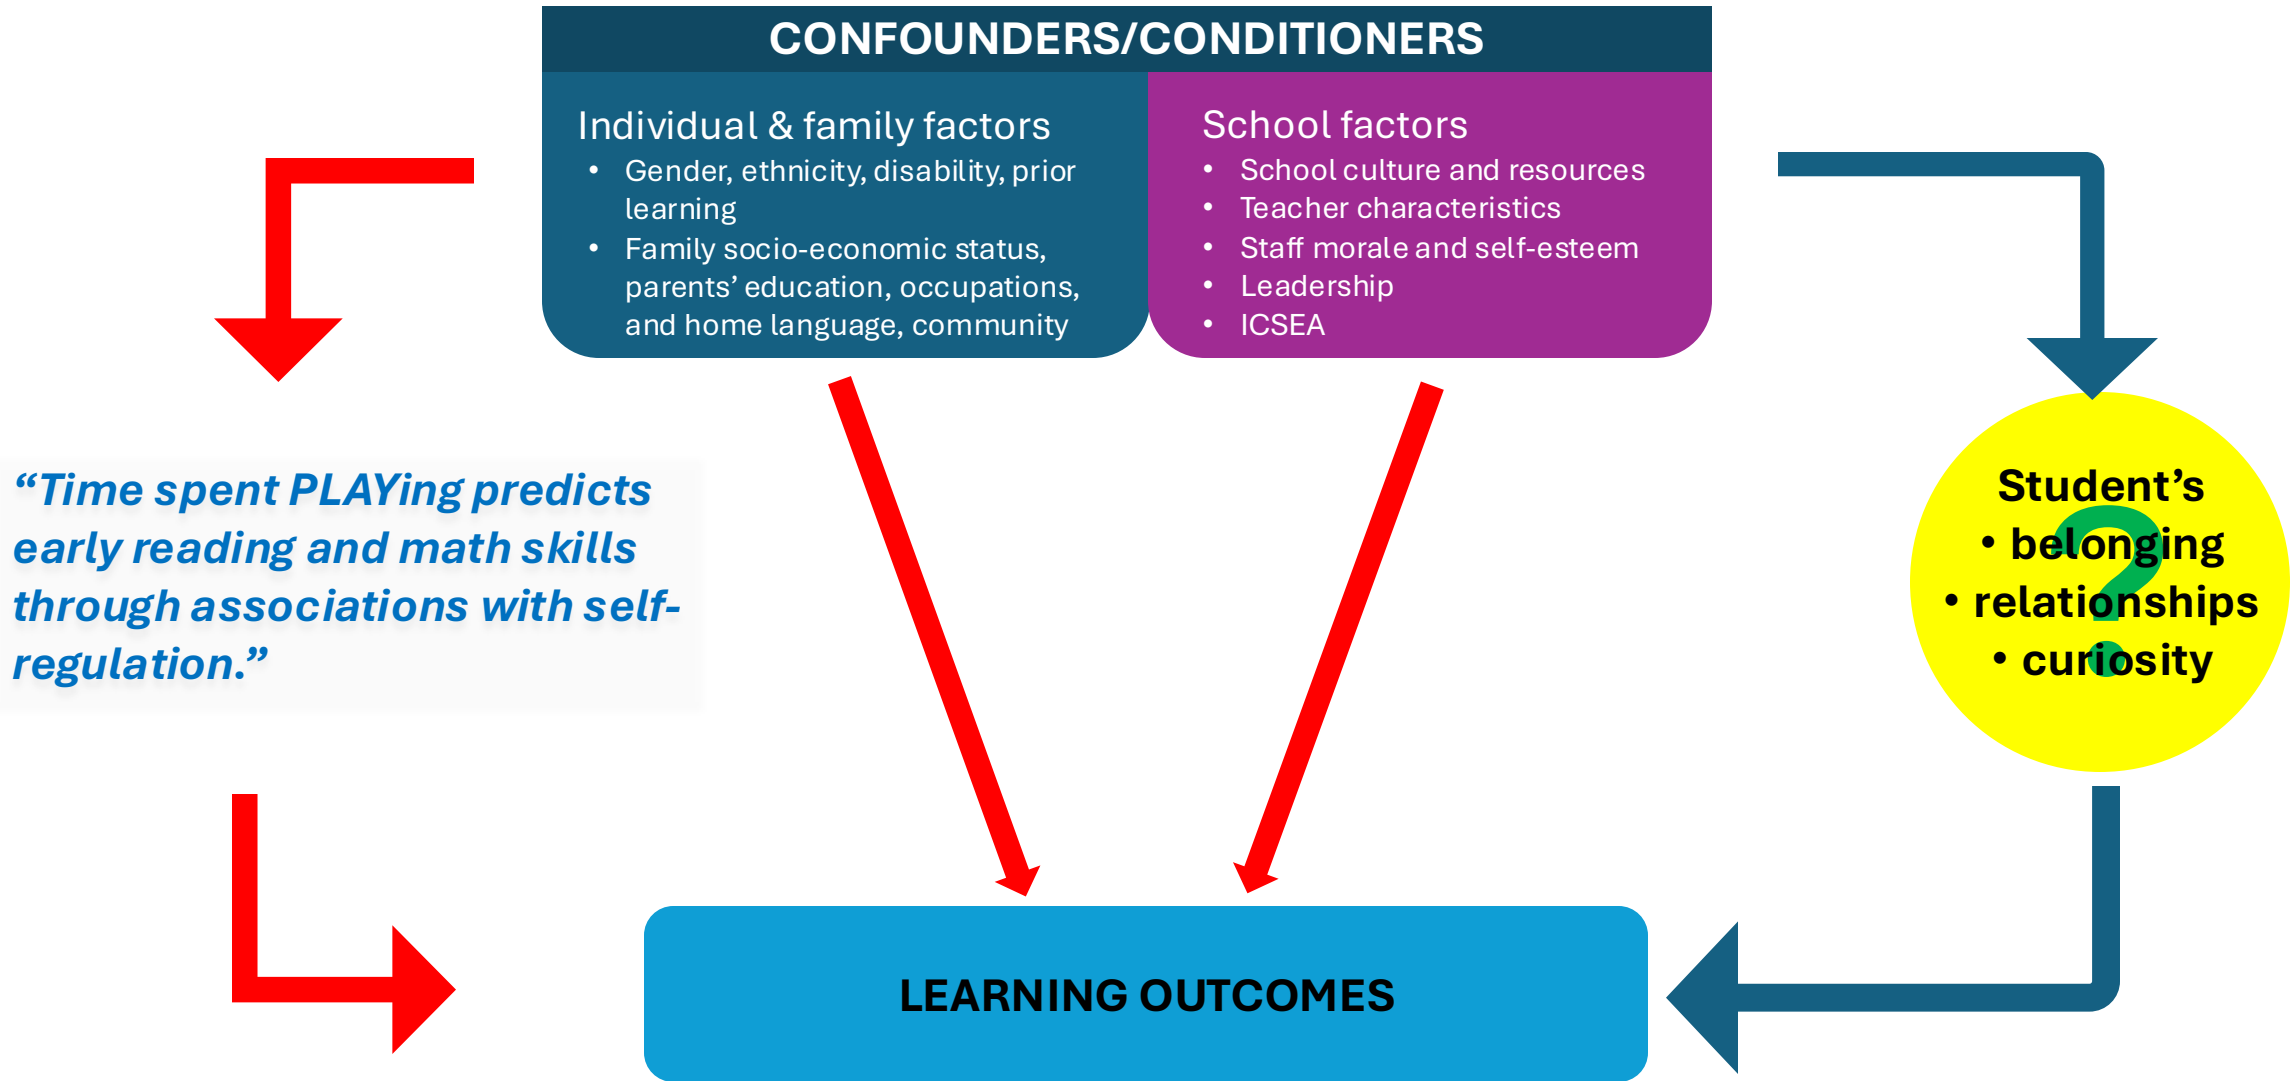 CONFOUNDERS/CONDITIONERS
Individual & family factors
• Gender, ethnicity, disability, prior
learning
• Family socio-economic status,
parents’ education, occupations,
and home language, community
School factors
• School culture and resources
• Teacher characteristics
• Staff morale and self-esteem
• Leadership
• ICSEA
“Time spent PLAYing predicts
early reading and math skills
through associations with self-
regulation.”
?
Student’s
• belonging
• relationships
• curiosity
LEARNING OUTCOMES